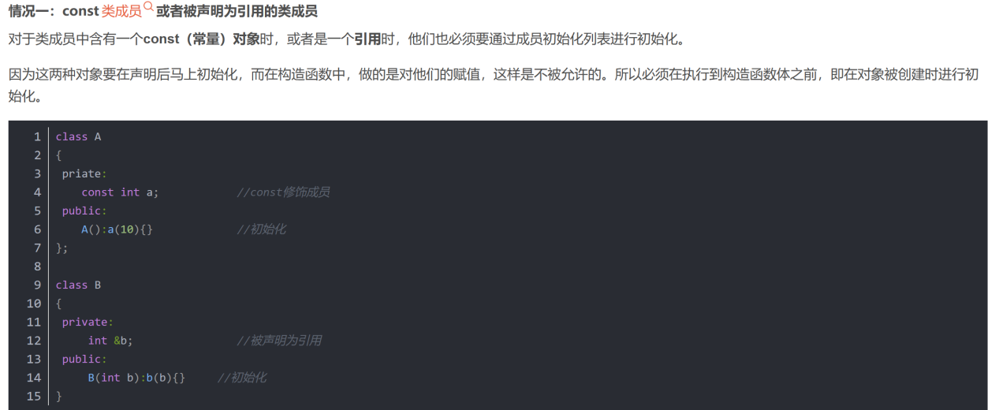 情况一：const 类成员 或者被声明为引用的类成员
对于类成员中含有一个const（常量）对象时，或者是一个引用时，他们也必须要通过成员初始化列表进行初始化。
因为这两种对象要在声明后马上初始化，而在构造函数中，做的是对他们的赋值，这样是不被允许的。所以必须在执行到构造函数体之前，即在对象被创建时进行初
始化。
1 class A
2 {
3  priate:
4     const int a;            //const修饰成员
5  public:
6     A():a(10){}             //初始化
7 };
8
9 class B
10 {
11  private:
12      int &b;                //被声明为引用
13  public:
14      B(int b):b(b){}     //初始化
15 }